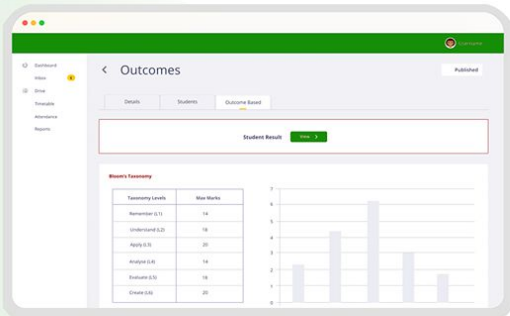 Username
Dashboard
Inbox
Drive
Timetable
Attendance
Reports
Outcomes
Published
Details
Students
Outcome Based
Student Result
View
Bloom's Taxonomy
Taxonomy Levels Max Marks
Remember (L1) 14
Understand (L2) 18
Apply (L3) 20
Analyse (L4) 14
Evaluate (L5) 18
Create (L6) 20
7
6
5
4
3
2
1
0